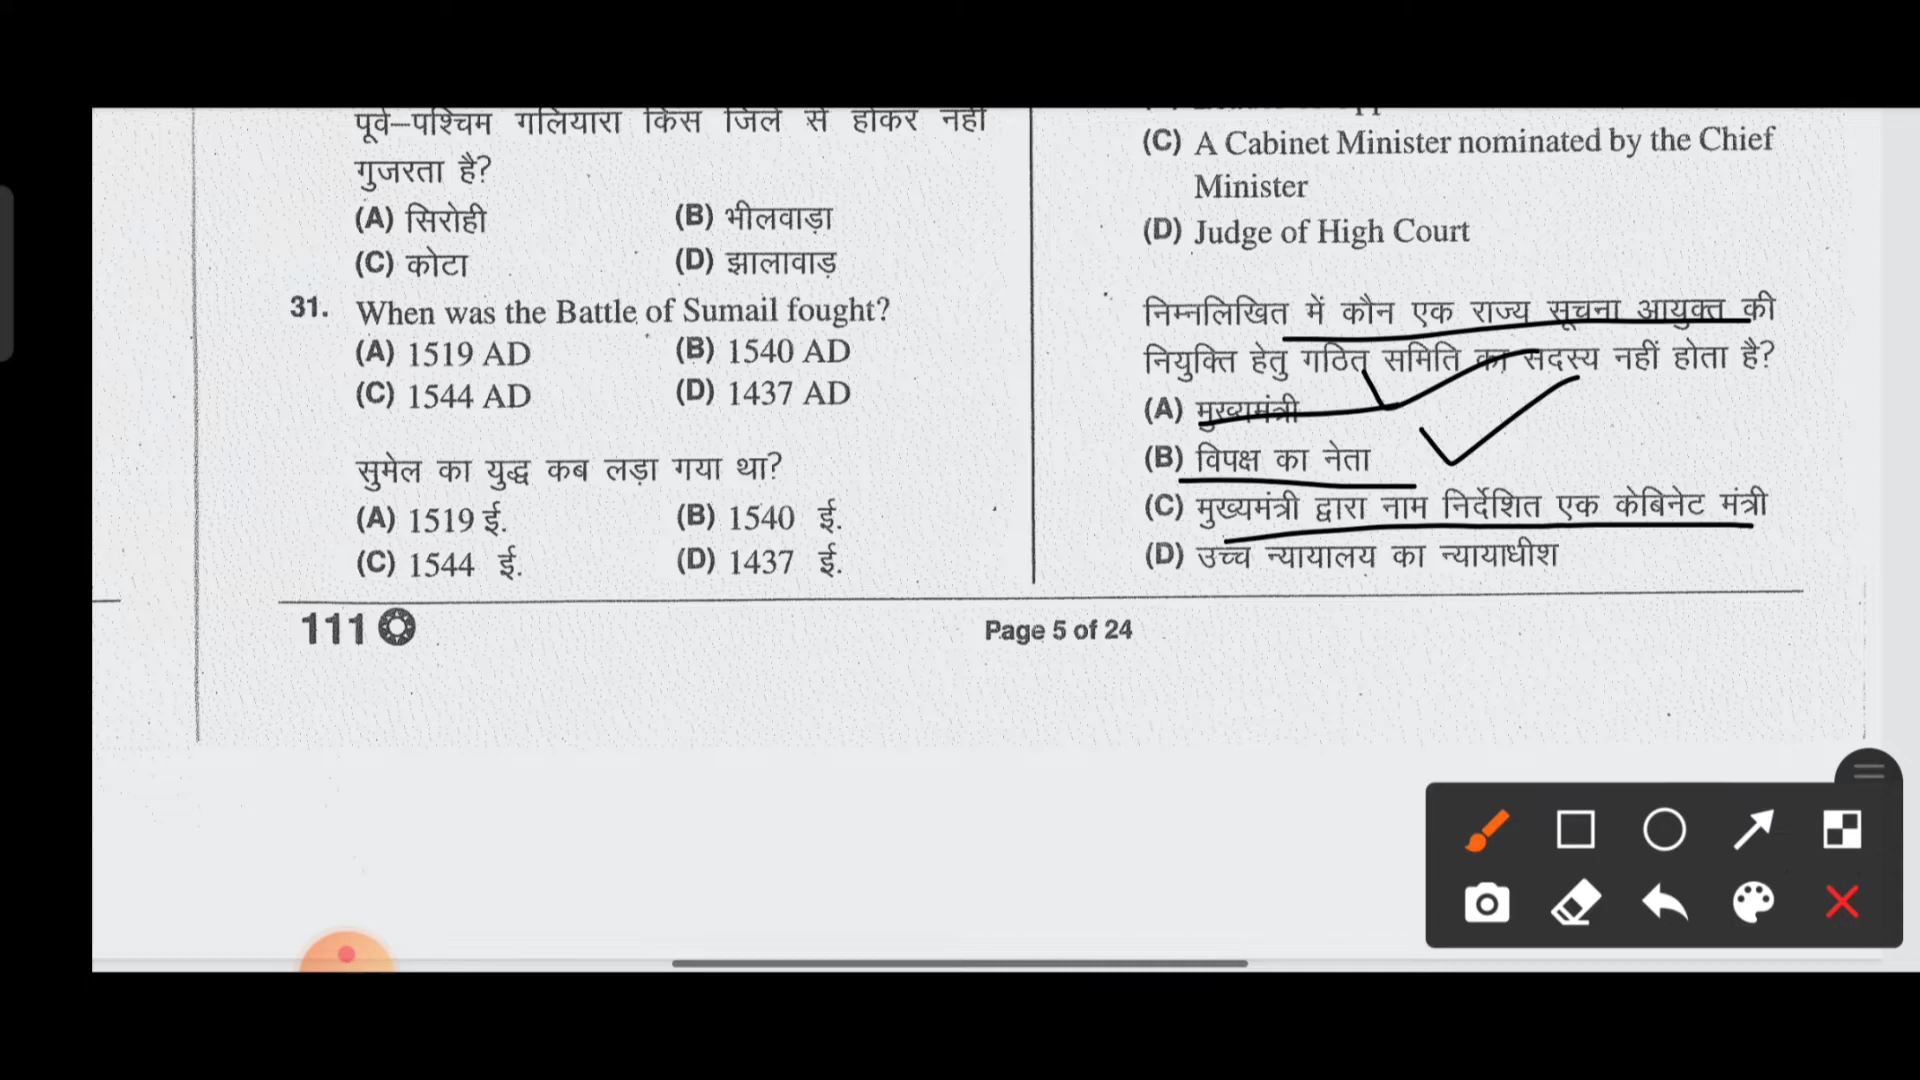 पूर्व–पश्चिम गलियारा किस जिले से होकर नहीं
गुजरता है?
(A) सिरोही (B) भीलवाड़ा
(C) कोटा (D) झालावाड़
31. When was the Battle of Sumail fought?
(A) 1519 AD (B) 1540 AD
(C) 1544 AD (D) 1437 AD
सुमेल का युद्ध कब लड़ा गया था?
(A) 1519 ई. (B) 1540 ई.
(C) 1544 ई. (D) 1437 ई.
(C) A Cabinet Minister nominated by the Chief
Minister
(D) Judge of High Court
निम्नलिखित में कौन एक राज्य सूचना आयुक्त की
नियुक्ति हेतु गठित समिति का सदस्य नहीं होता है?
(A) मुख्यमंत्री
(B) विपक्ष का नेता
(C) मुख्यमंत्री द्वारा नाम निर्देशित एक केबिनेट मंत्री
(D) उच्च न्यायालय का न्यायाधीश
111
Page 5 of 24